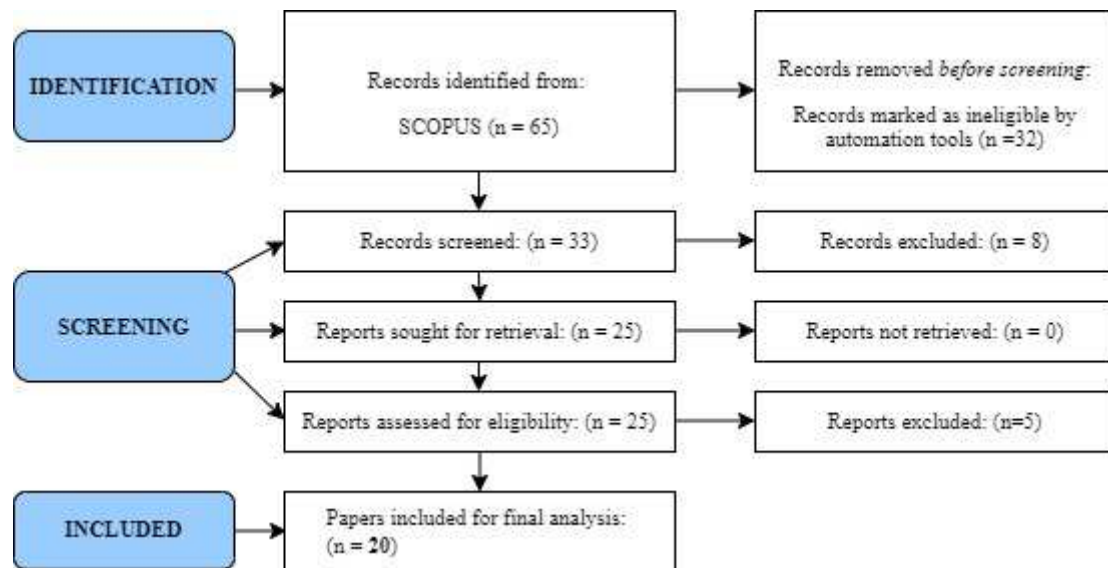 IDENTIFICATION
Records identified from:
SCOPUS (n = 65)
Records removed before screening:
Records marked as ineligible by
automation tools (n =32)
SCREENING
Records screened: (n = 33)
Records excluded: (n = 8)
Reports sought for retrieval: (n = 25)
Reports not retrieved: (n = 0)
Reports assessed for eligibility: (n = 25)
Reports excluded: (n=5)
INCLUDED
Papers included for final analysis:
(n = 20)